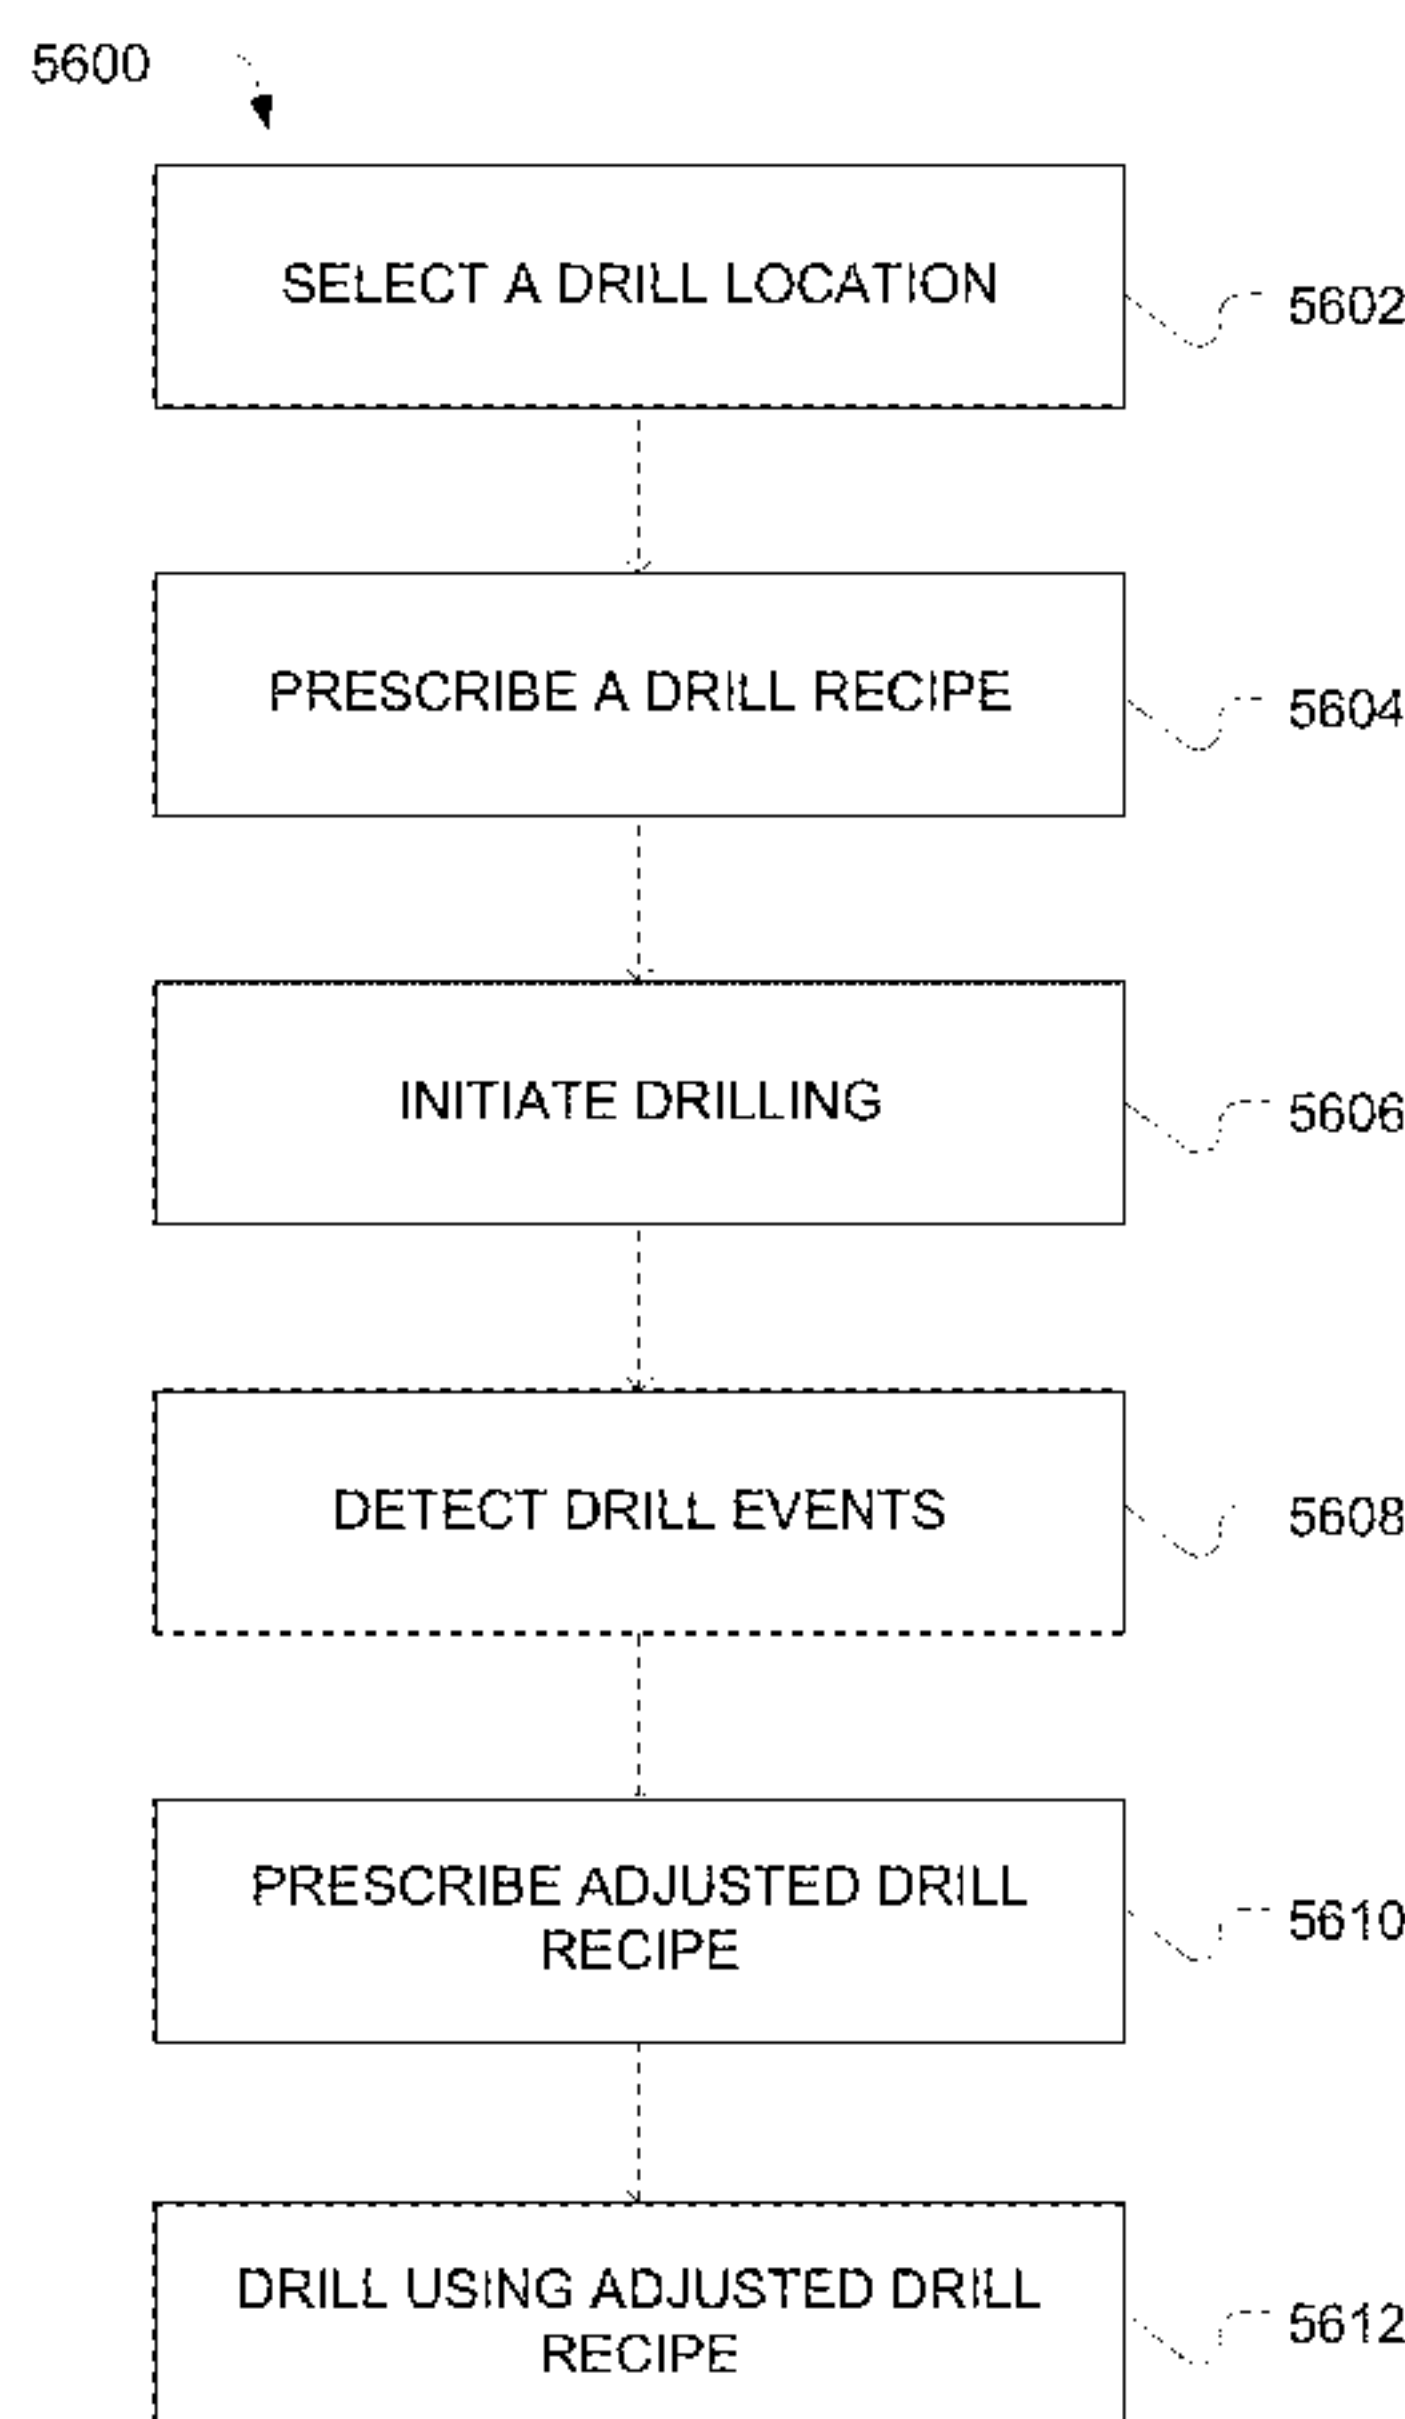 5600
SELECT A DRILL LOCATION
5602
PRESCRIBE A DRILL RECIPE
5604
INITIATE DRILLING
5606
DETECT DRILL EVENTS
5608
PRESCRIBE ADJUSTED DRILL
RECIPE
5610
DRILL USING ADJUSTED DRILL
RECIPE
5612